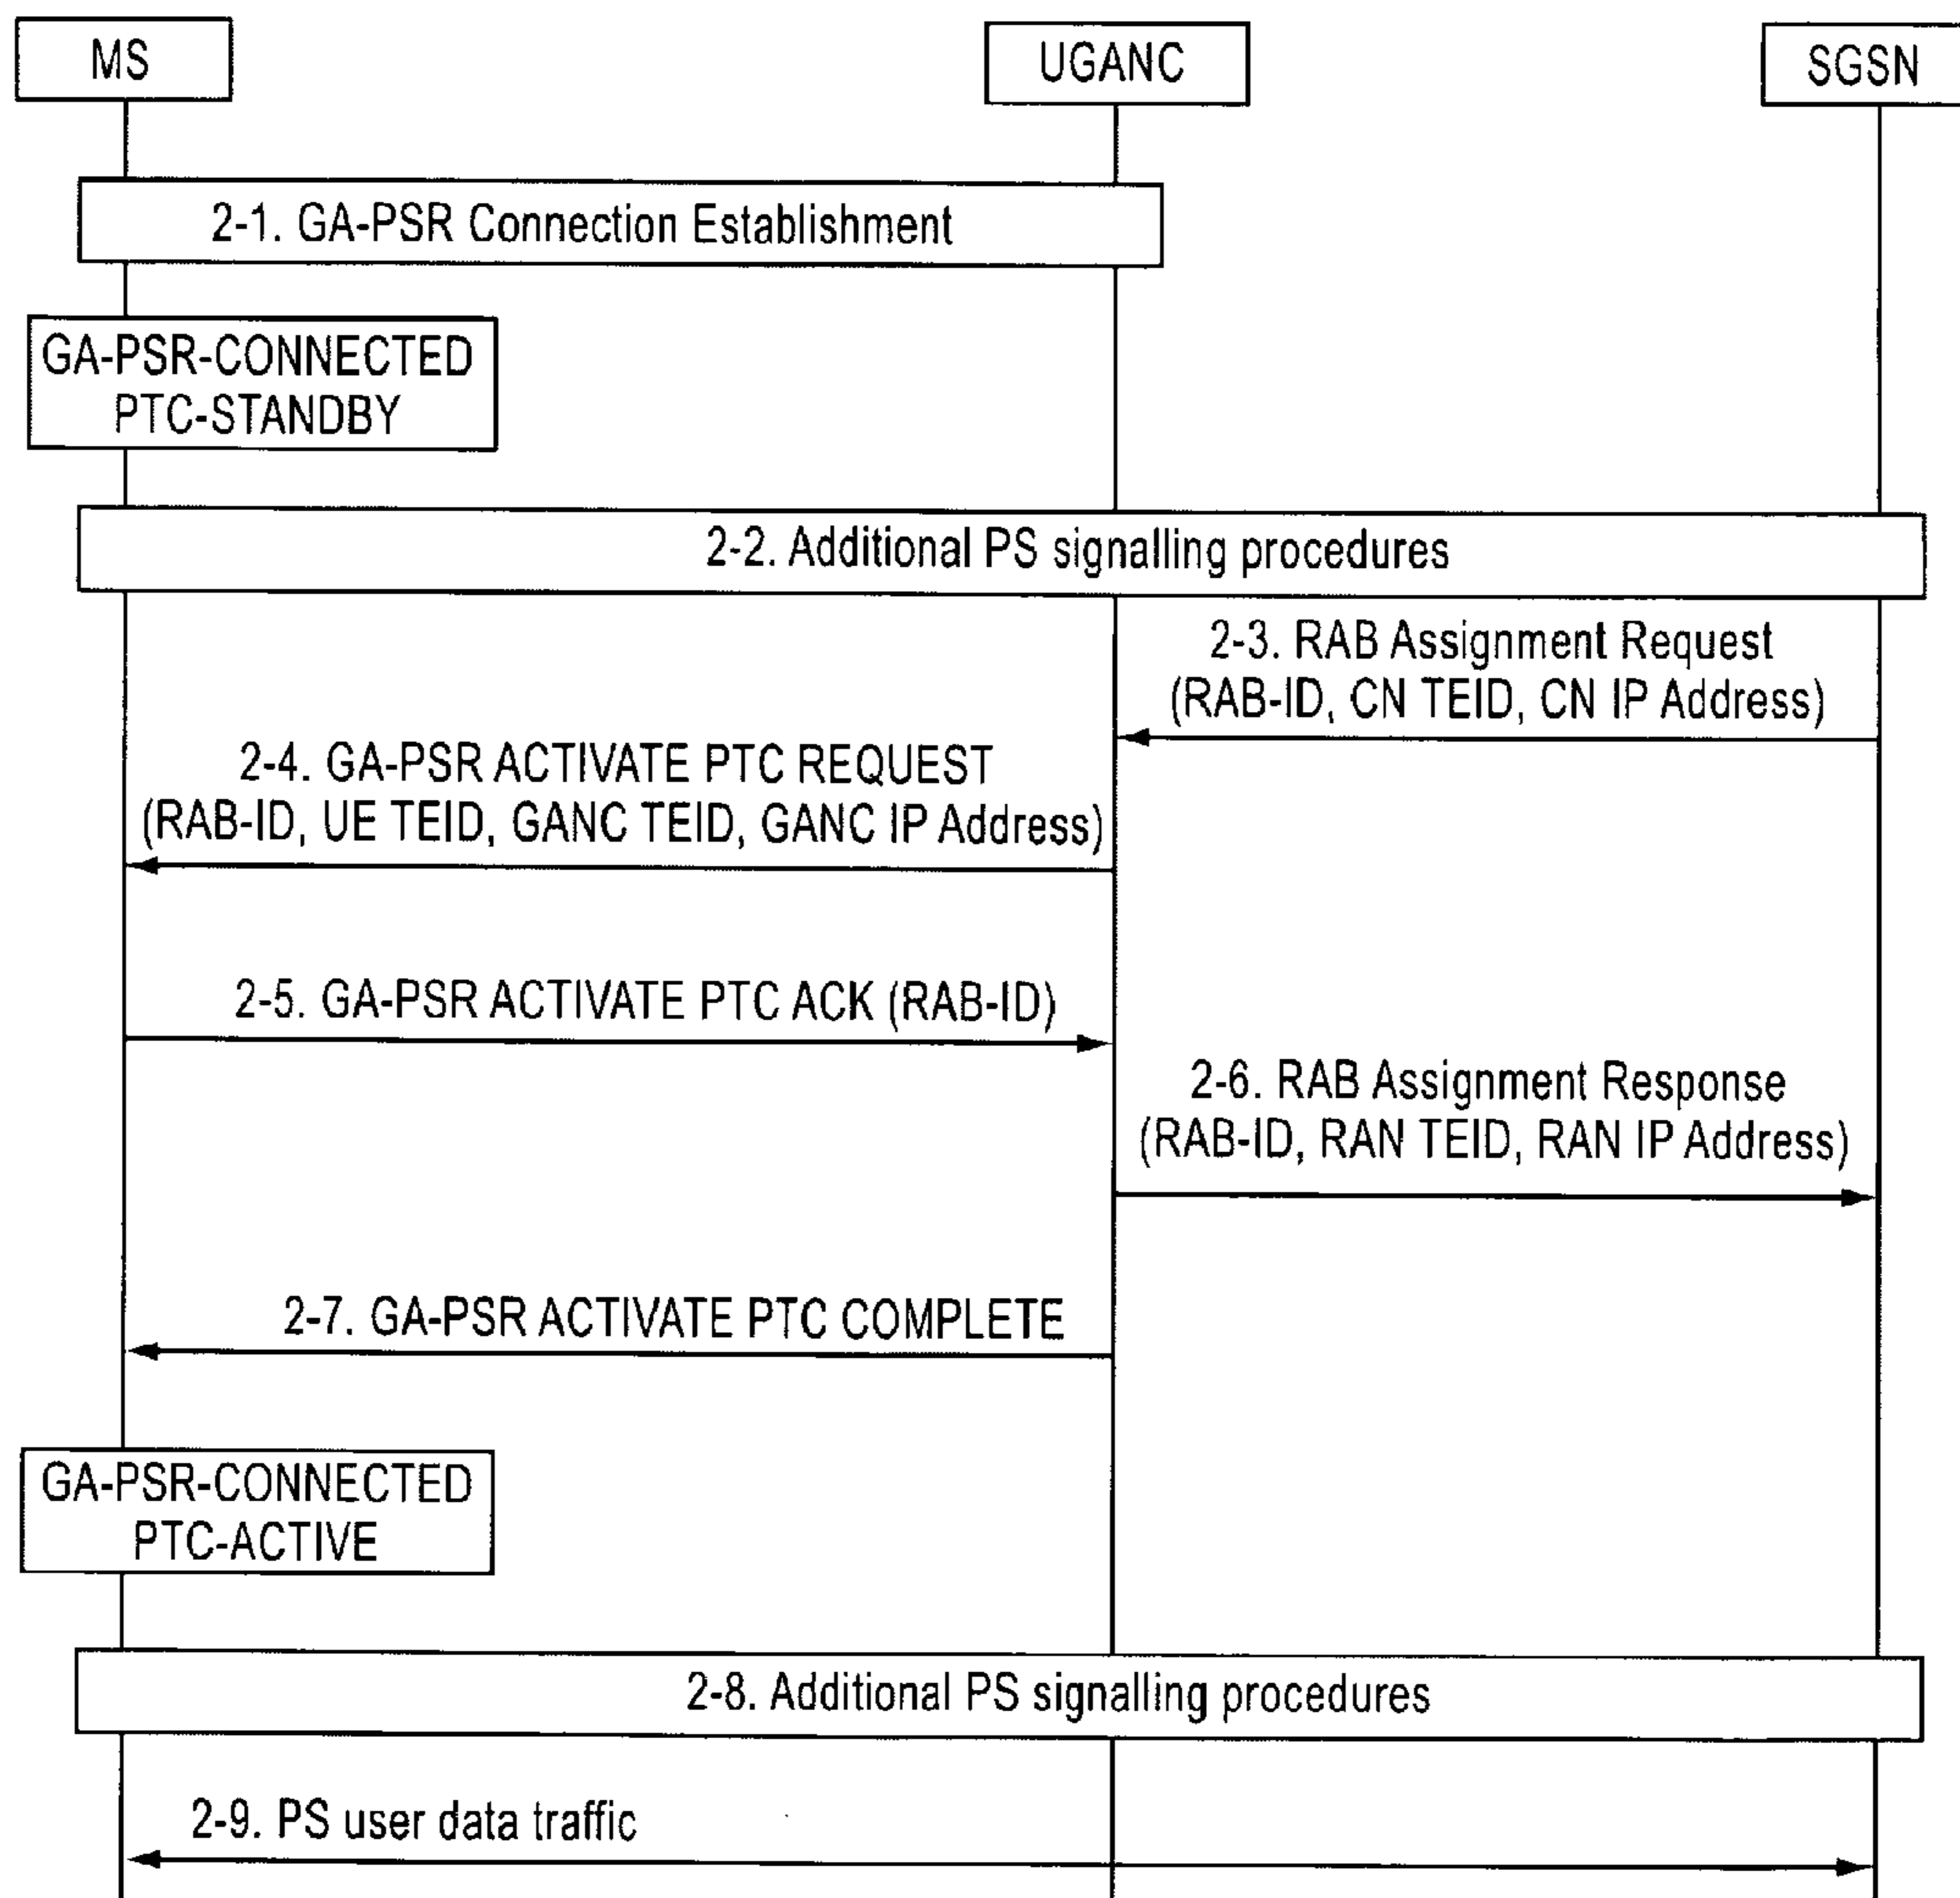 MS
UGANC
SGSN
2-1. GA-PSR Connection Establishment
GA-PSR-CONNECTED
PTC-STANDBY
2-2. Additional PS signalling procedures
2-3. RAB Assignment Request
(RAB-ID, CN TEID, CN IP Address)
2-4. GA-PSR ACTIVATE PTC REQUEST
(RAB-ID, UE TEID, GANC TEID, GANC IP Address)
2-5. GA-PSR ACTIVATE PTC ACK (RAB-ID)
2-6. RAB Assignment Response
(RAB-ID, RAN TEID, RAN IP Address)
2-7. GA-PSR ACTIVATE PTC COMPLETE
GA-PSR-CONNECTED
PTC-ACTIVE
2-8. Additional PS signalling procedures
2-9. PS user data traffic